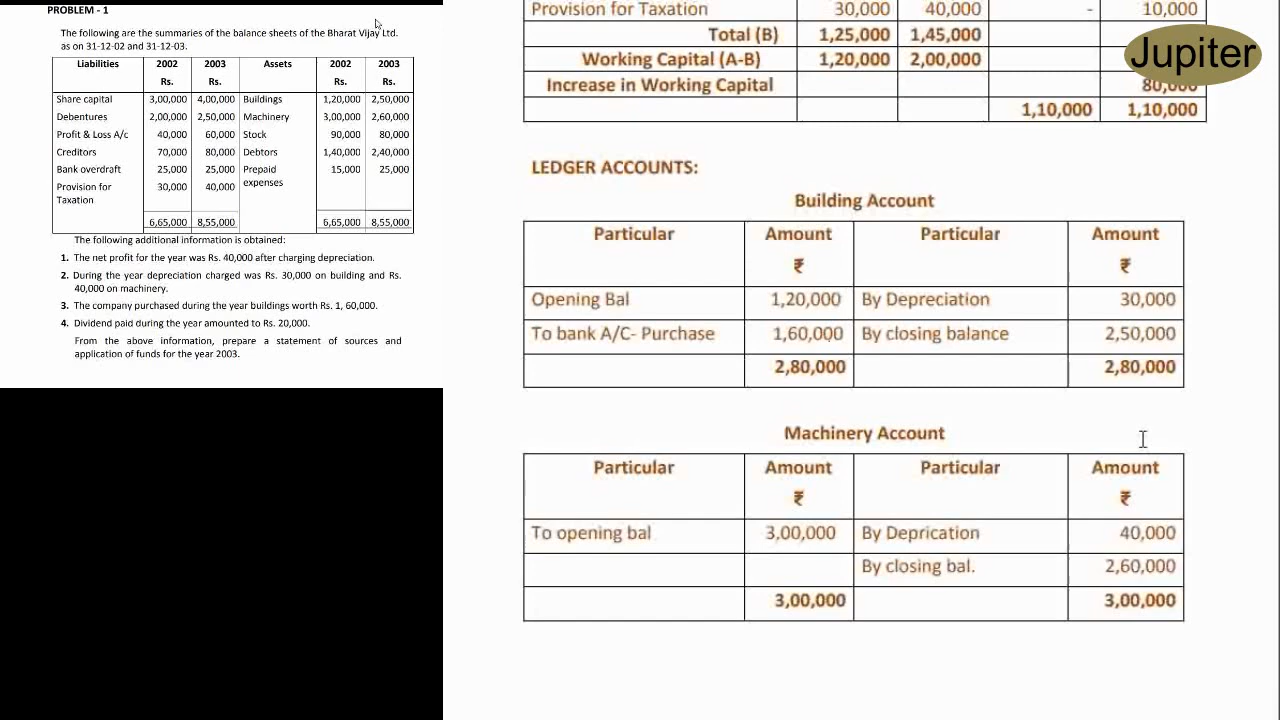 PROBLEM - 1
The following are the summaries of the balance sheets of the Bharat Vijay Ltd.
as on 31-12-02 and 31-12-03.
Liabilities 2002 2003 Assets 2002 2003
Rs. Rs. Rs. Rs.
Share capital 3,00,000 4,00,000 Buildings 1,20,000 2,50,000
Debentures 2,00,000 2,50,000 Machinery 3,00,000 2,60,000
Profit & Loss A/c 40,000 60,000 Stock 90,000 80,000
Creditors 70,000 80,000 Debtors 1,40,000 2,40,000
Bank overdraft 25,000 25,000 Prepaid 15,000 25,000
expenses
Provision for 30,000 40,000
Taxation
6,65,000 8,55,000 6,65,000 8,55,000
The following additional information is obtained:
1. The net profit for the year was Rs. 40,000 after charging depreciation.
2. During the year depreciation charged was Rs. 30,000 on building and Rs.
40,000 on machinery.
3. The company purchased during the year buildings worth Rs. 1, 60,000.
4. Dividend paid during the year amounted to Rs. 20,000.
From the above information, prepare a statement of sources and
application of funds for the year 2003.
Provision for Taxation 30,000 40,000 - 10,000
Total (B) 1,25,000 1,45,000
Jupiter
Working Capital (A-B) 1,20,000 2,00,000
Increase in Working Capital 80,000
1,10,000 1,10,000
LEDGER ACCOUNTS:
Building Account
Particular Amount Particular Amount
₹ ₹
Opening Bal 1,20,000 By Depreciation 30,000
To bank A/C- Purchase 1,60,000 By closing balance 2,50,000
2,80,000 2,80,000
Machinery Account
Particular Amount Particular Amount
₹ ₹
To opening bal 3,00,000 By Deprication 40,000
By closing bal. 2,60,000
3,00,000 3,00,000